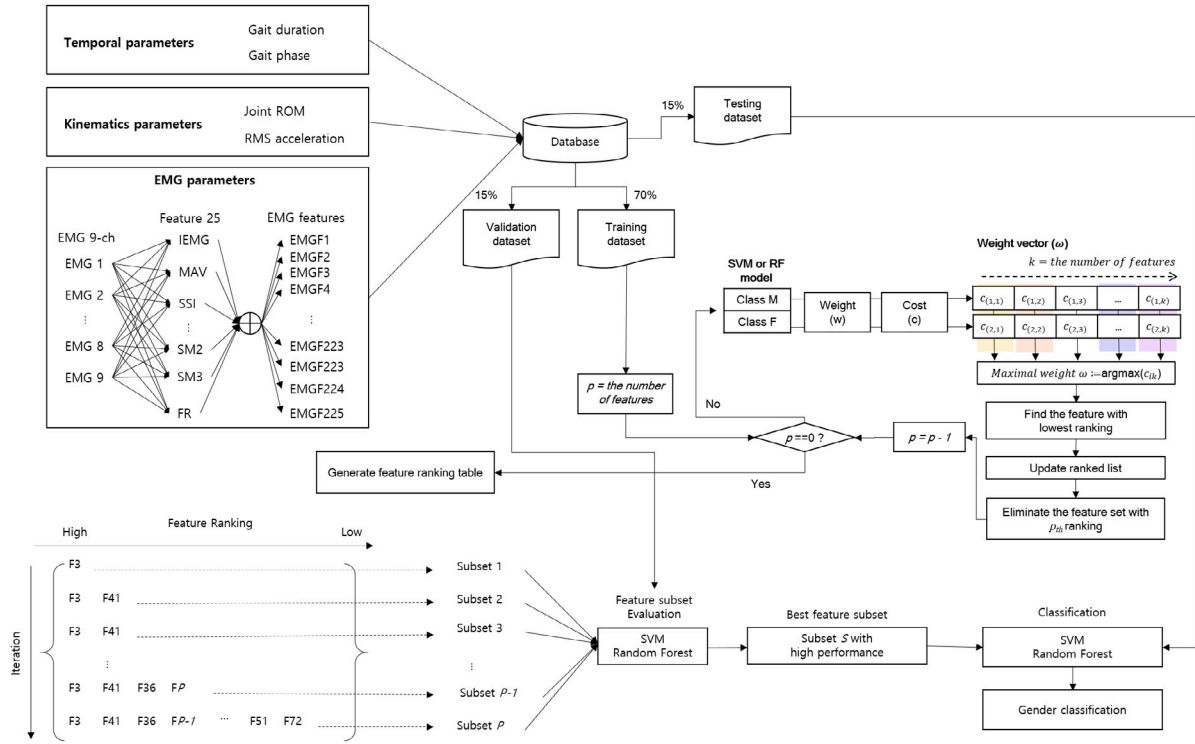 Temporal parameters
Gait duration
Gait phase
Kinematics parameters
Joint ROM
RMS acceleration
EMG parameters
EMG 9-ch
Feature 25
EMG features
EMG 1
EMG 2
⋮
EMG 8
EMG 9
IEMG
MAV
SSI
⋮
SM2
SM3
FR
EMGF1
EMGF2
EMGF3
EMGF4
⋮
EMGF223
EMGF223
EMGF224
EMGF225
Database
15%
Testing
dataset
15%
70%
Validation
dataset
Training
dataset
p = the number
of features
SVM or RF
model
Class M
Class F
Weight
(w)
Cost
(c)
Weight vector (ω)
k = the number of features
c(1,1) c(1,2) c(1,3) ... c(1,k)
c(2,1) c(2,2) c(2,3) ... c(2,k)
Maximal weight ω :=argmax(cik)
Find the feature with
lowest ranking
Update ranked list
Eliminate the feature set with
pth ranking
p = p - 1
p ==0 ?
No
Yes
Generate feature ranking table
Feature Ranking
High
Low
Iteration
F3
F3 F41
F3 F41
⋮
F3 F41 F36 FP
F3 F41 F36 FP-1 ... F51 F72
Subset 1
Subset 2
Subset 3
⋮
Subset P-1
Subset P
Feature subset
Evaluation
SVM
Random Forest
Best feature subset
Subset S with
high performance
Classification
SVM
Random Forest
Gender classification